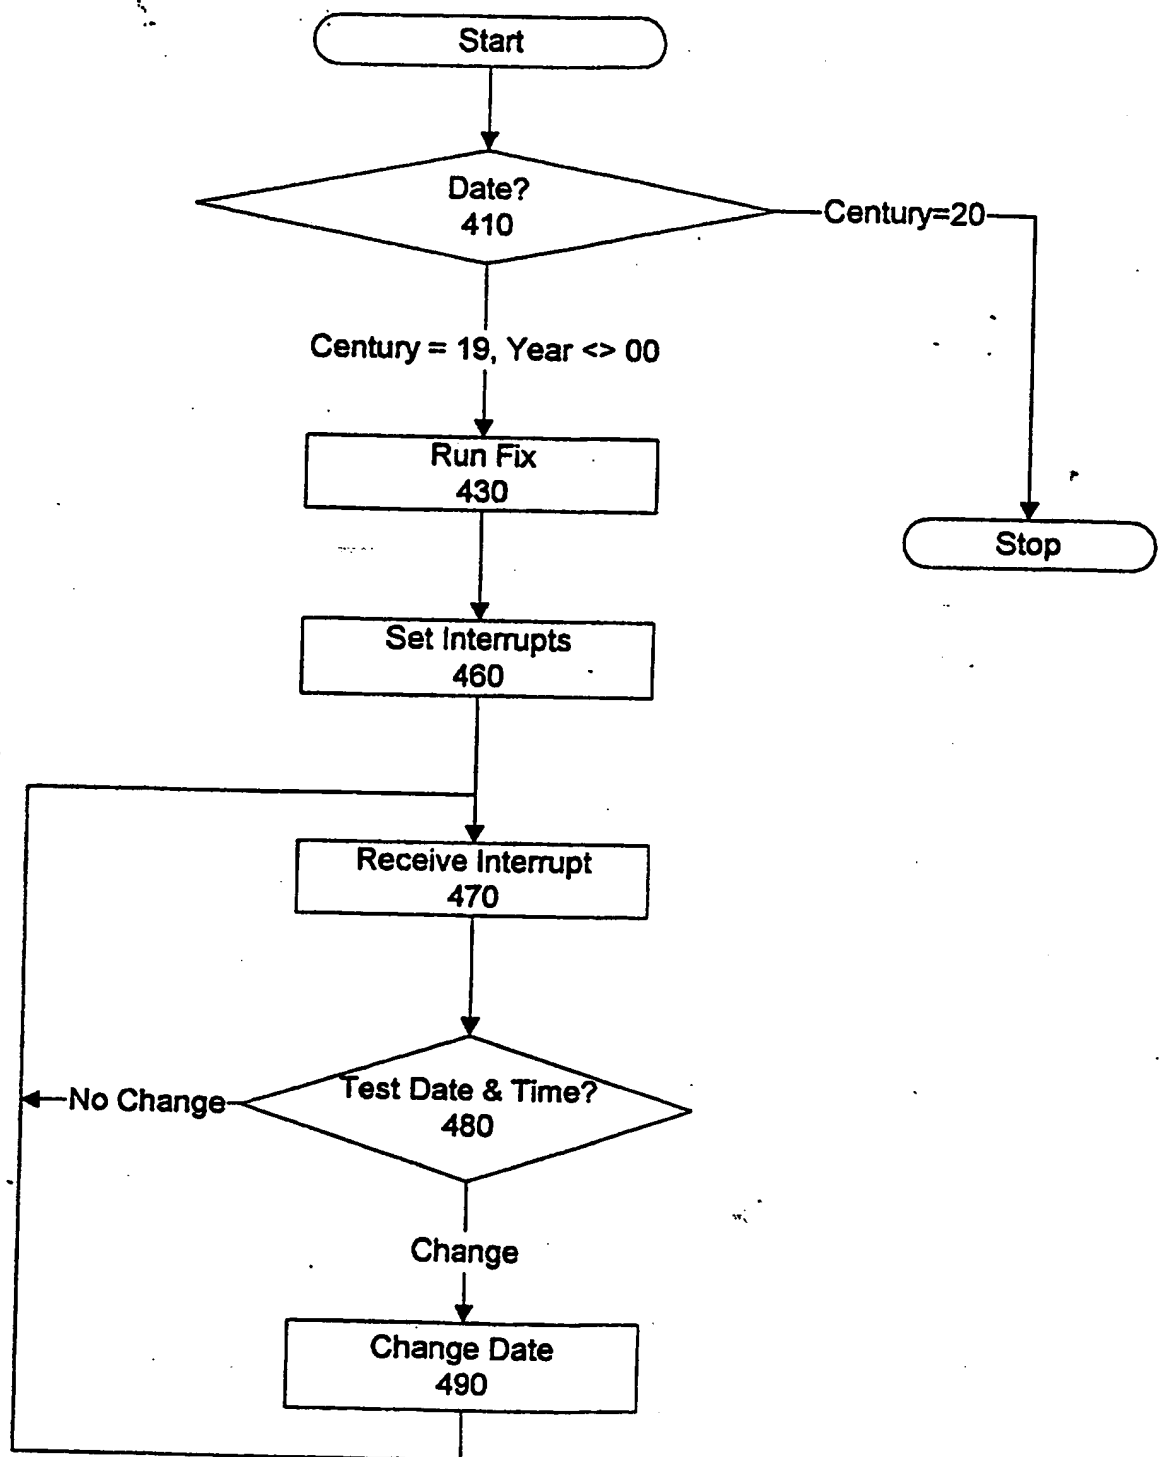 Start
Date?
410
Century=20
Century = 19, Year <> 00
Run Fix
430
Stop
Set Interrupts
460
Receive Interrupt
470
Test Date & Time?
480
No Change
Change
Change Date
490